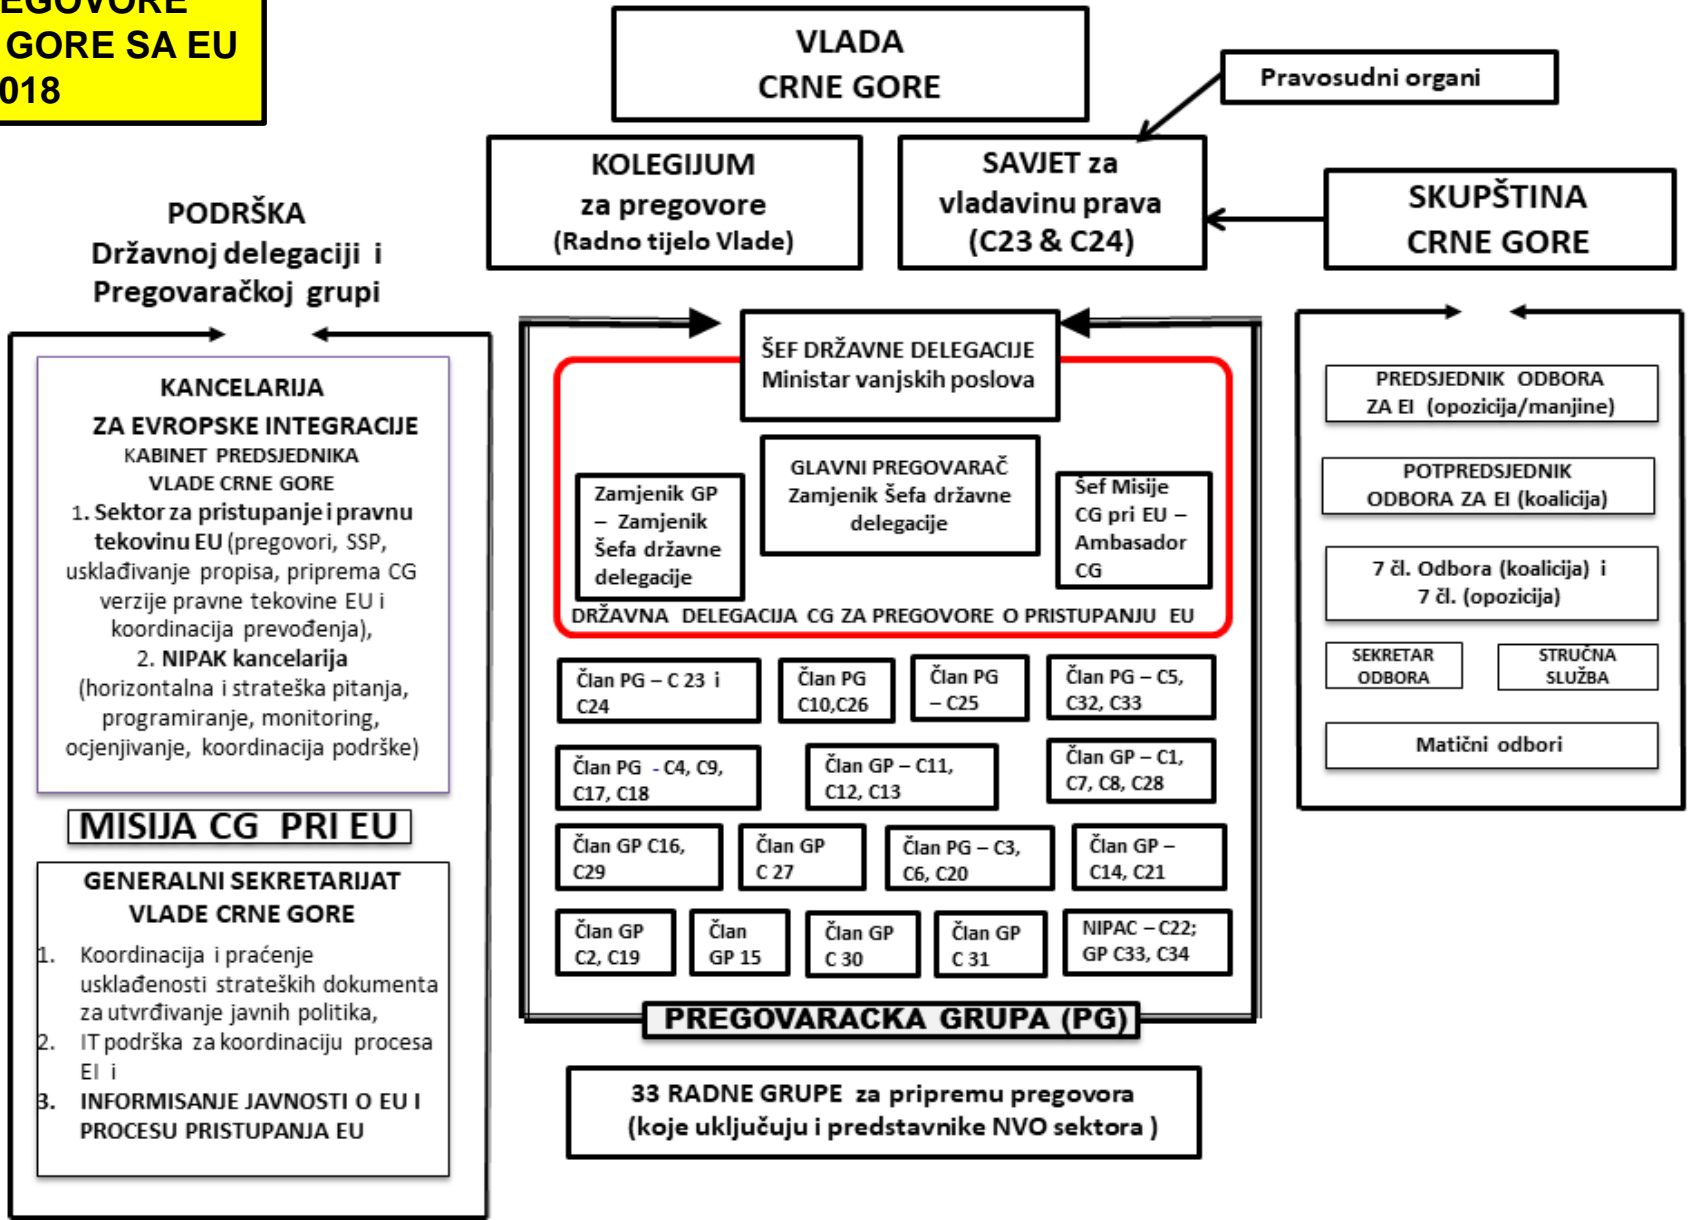 GORE SA EU
VLADA
CRNE GORE
Pravosudni organi
KOLEGIJUM
za pregovore
(Radno tijelo Vlade)
SAVJET za
vladavinu prava
(C23 & C24)
SKUPŠTINA
CRNE GORE
PODRŠKA
Državnoj delegaciji i
Pregovaračkoj grupi
KANCELARIJA
ZA EVROPSKE INTEGRACIJE
KABINET PREDSJEDNIKA
VLADE CRNE GORE
1. Sektor za pristupanje i pravnu
tekovinu EU (pregovori, SSP,
usklađivanje propisa, priprema CG
verzije pravne tekovine EU i
koordinacija prevođenja),
2. NIPAK kancelarija
(horizontalna i strateška pitanja,
programiranje, monitoring,
ocjenjivanje, koordinacija podrške)
MISIJA CG PRI EU
GENERALNI SEKRETARIJAT
VLADE CRNE GORE
1. Koordinacija i praćenje
usklađenosti strateških dokumenta
za utvrđivanje javnih politika,
2. IT podrška za koordinaciju procesa
EI i
3. INFORMISANJE JAVNOSTI O EU I
PROCESU PRISTUPANJA EU
ŠEF DRŽAVNE DELEGACIJE
Ministar vanjskih poslova
GLAVNI PREGOVARAČ
Zamjenik Šefa državne
delegacije
Zamjenik GP
– Zamjenik
Šefa državne
delegacije
Šef Misije
CG pri EU –
Ambasador
CG
DRŽAVNA DELEGACIJA CG ZA PREGOVORE O PRISTUPANJU EU
Član PG – C 23 i
C24
Član PG
C10,C26
Član PG
– C25
Član PG – C5,
C32, C33
Član PG - C4, C9,
C17, C18
Član GP – C11,
C12, C13
Član GP – C1,
C7, C8, C28
Član GP C16,
C29
Član GP
C 27
Član PG – C3,
C6, C20
Član GP –
C14, C21
Član GP
C2, C19
Član
GP 15
Član GP
C 30
Član GP
C 31
NIPAC – C22;
GP C33, C34
PREGOVARACKA GRUPA (PG)
33 RADNE GRUPE za pripremu pregovora
(koje uključuju i predstavnike NVO sektora )
PREDSJEDNIK ODBORA
ZA EI (opozicija/manjine)
POTPREDSJEDNIK
ODBORA ZA EI (koalicija)
7 čl. Odbora (koalicija) i
7 čl. (opozicija)
SEKRETAR
ODBORA
STRUČNA
SLUŽBA
Matični odbori